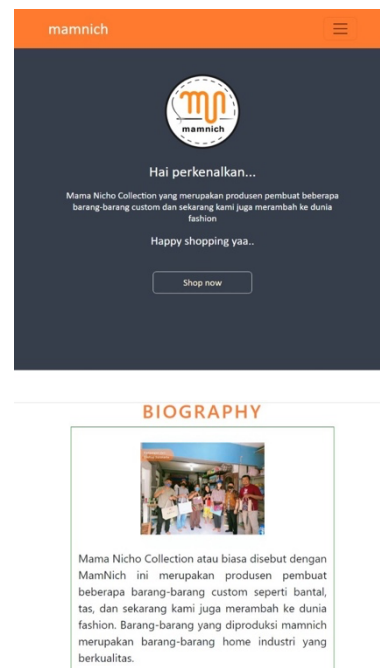 mamnich
mamnich
Hai perkenalkan...
Mama Nicho Collection yang merupakan produsen pembuat beberapa
barang-barang custom dan sekarang kami juga merambah ke dunia
fashion
Happy shopping yaa..
Shop now
BIOGRAPHY
Mama Nicho Collection atau biasa disebut dengan
MamNich ini merupakan produsen pembuat
beberapa barang-barang custom seperti bantal,
tas, dan sekarang kami juga merambah ke dunia
fashion. Barang-barang yang diproduksi mamnich
merupakan barang-barang home industri yang
berkualitas.